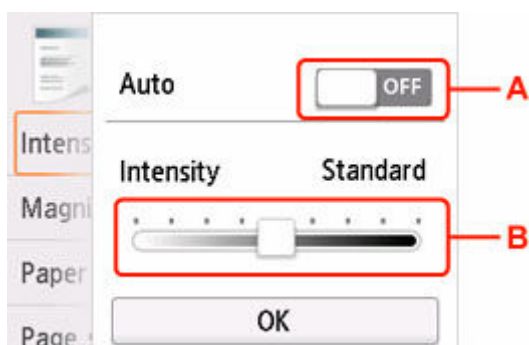 Auto
OFF
A
Intens
Intensity
Standard
Magni
B
Paper
OK
Page